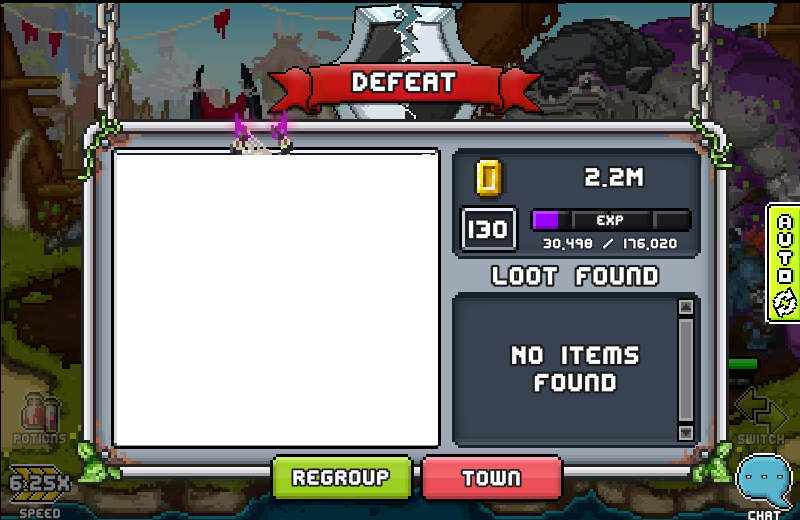 DEFEAT
2.2M
130
EXP
30,498 / 176,020
AUTO
LOOT FOUND
NO ITEMS
FOUND
POTIONS
SWITCH
REGROUP
TOWN
6.25X
SPEED
CHAT